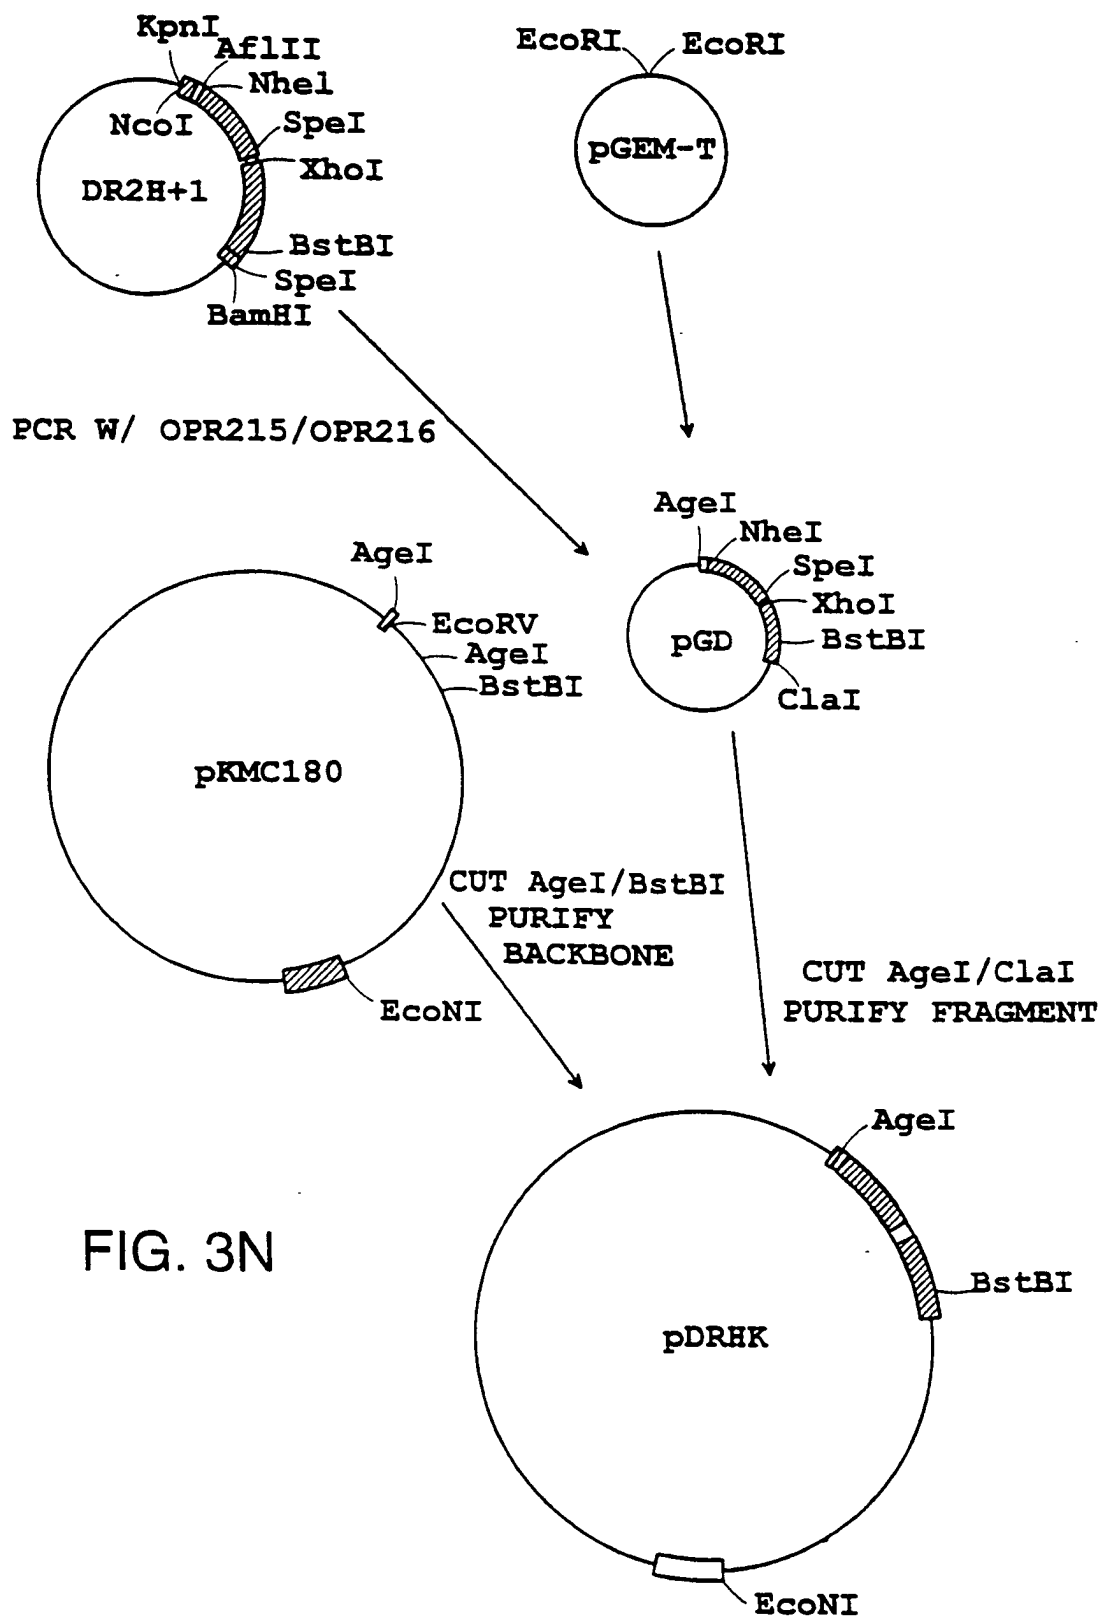 KpnI
AflII
NheI
NcoI
SpeI
XhoI
DR2H+1
BstBI
SpeI
BamHI
EcoRI
EcoRI
pGEM-T
PCR W/ OPR215/OPR216
AgeI
NheI
SpeI
XhoI
BstBI
pGD
ClaI
AgeI
EcoRV
AgeI
BstBI
pKMC180
CUT AgeI/BstBI
PURIFY
BACKBONE
EcoNI
CUT AgeI/ClaI
PURIFY FRAGMENT
AgeI
BstBI
pDRHK
EcoNI
FIG. 3N